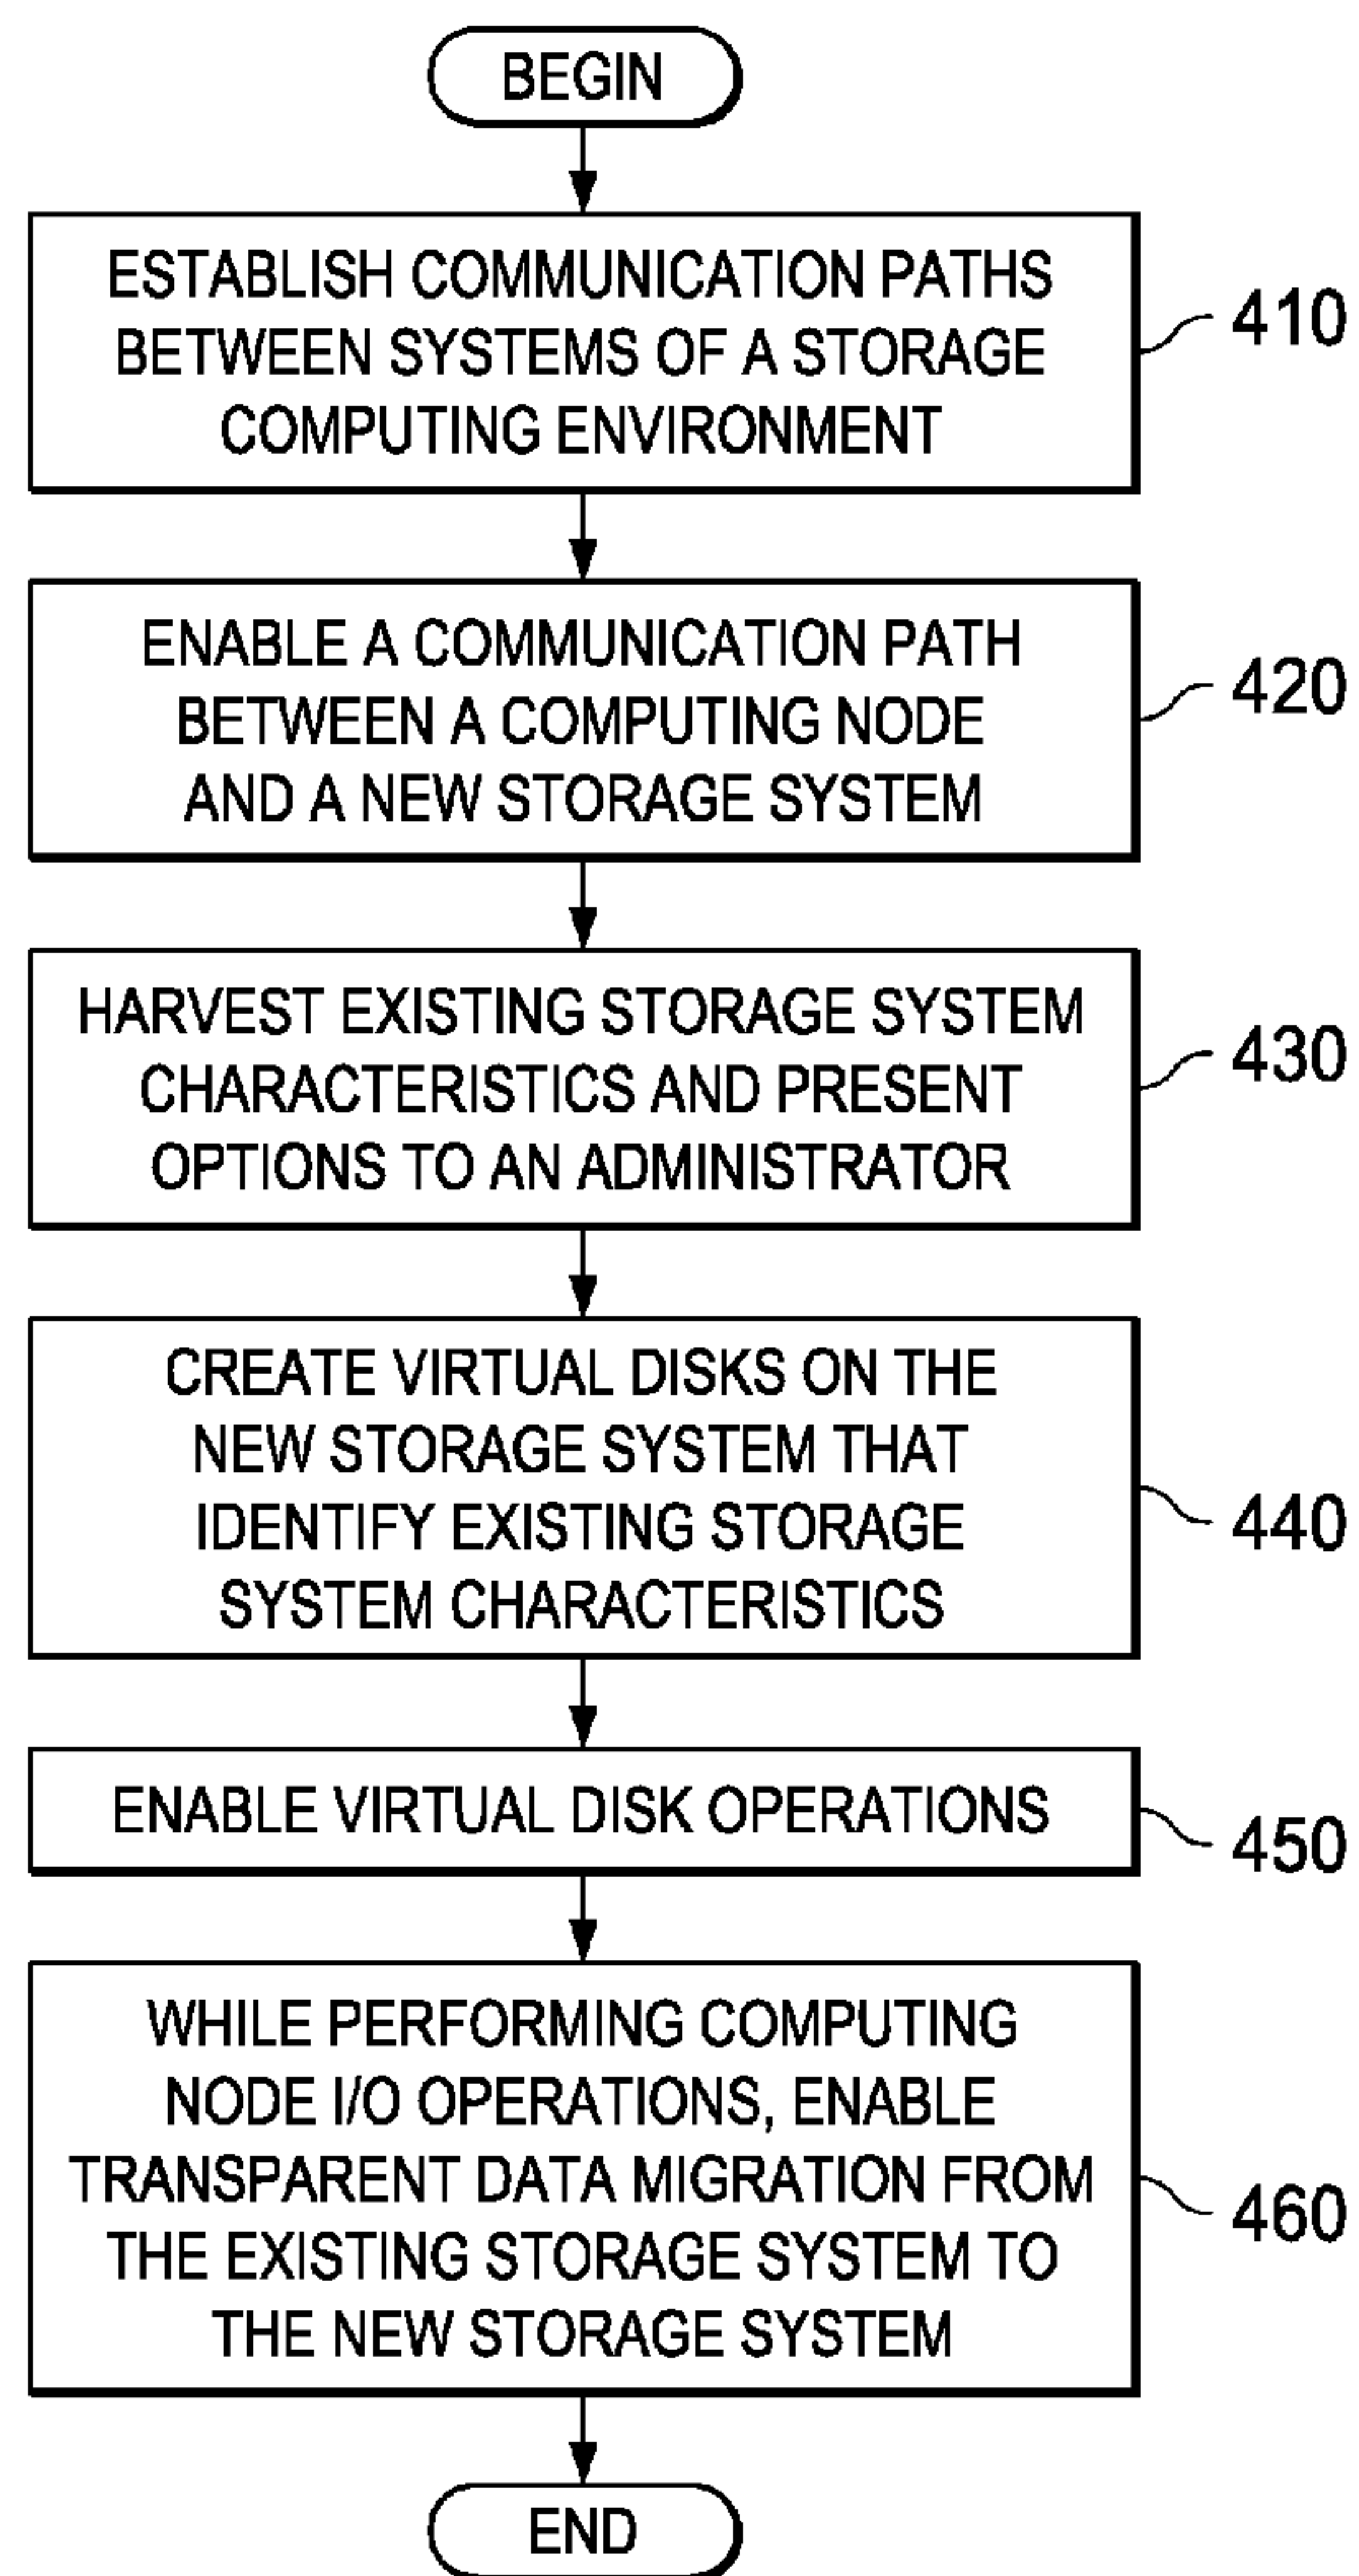 BEGIN
ESTABLISH COMMUNICATION PATHS
BETWEEN SYSTEMS OF A STORAGE
COMPUTING ENVIRONMENT
410
ENABLE A COMMUNICATION PATH
BETWEEN A COMPUTING NODE
AND A NEW STORAGE SYSTEM
420
HARVEST EXISTING STORAGE SYSTEM
CHARACTERISTICS AND PRESENT
OPTIONS TO AN ADMINISTRATOR
430
CREATE VIRTUAL DISKS ON THE
NEW STORAGE SYSTEM THAT
IDENTIFY EXISTING STORAGE
SYSTEM CHARACTERISTICS
440
ENABLE VIRTUAL DISK OPERATIONS
450
WHILE PERFORMING COMPUTING
NODE I/O OPERATIONS, ENABLE
TRANSPARENT DATA MIGRATION FROM
THE EXISTING STORAGE SYSTEM TO
THE NEW STORAGE SYSTEM
460
END